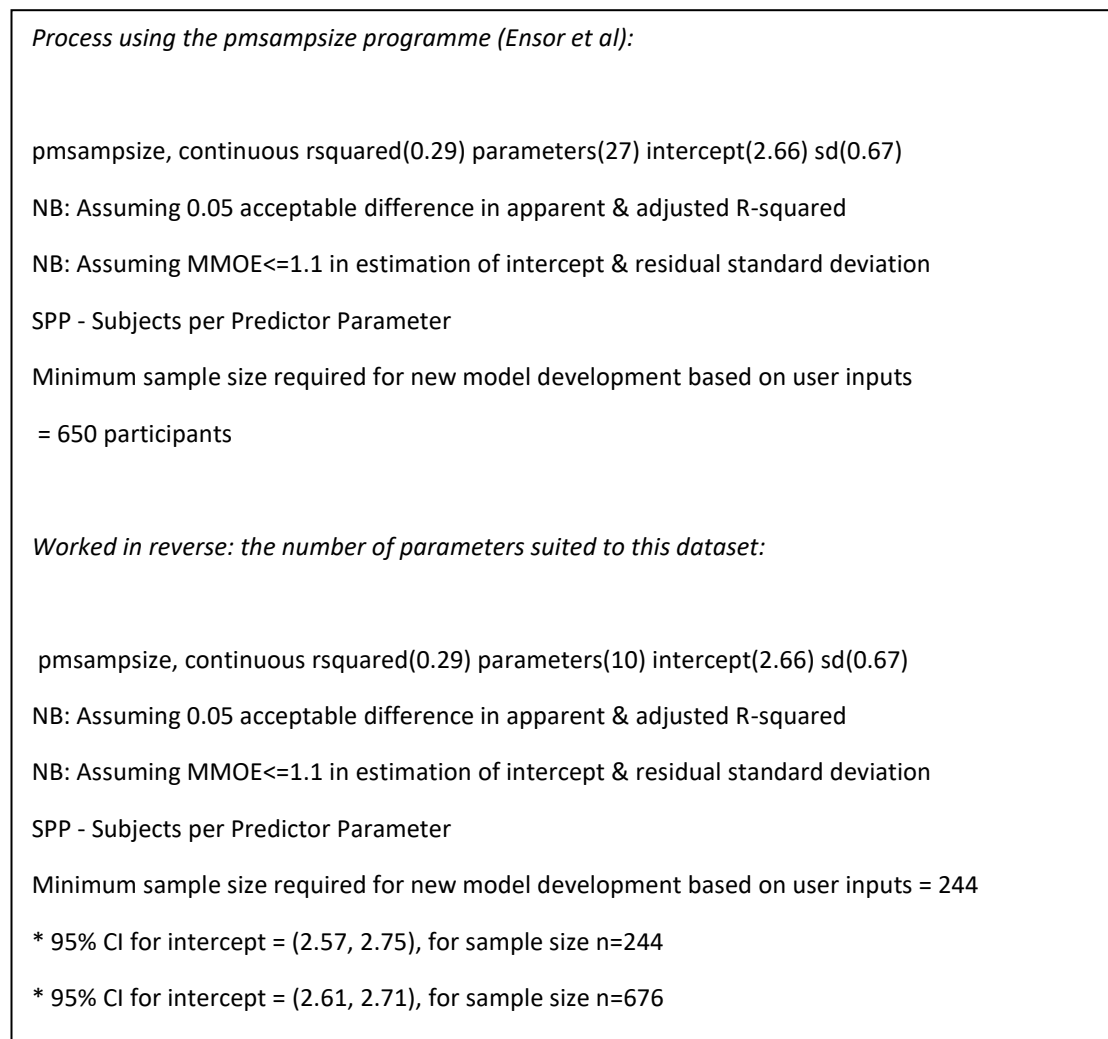 Process using the pmsampsize programme (Ensor et al):
pmsampsize, continuous rsquared(0.29) parameters(27) intercept(2.66) sd(0.67)
NB: Assuming 0.05 acceptable difference in apparent & adjusted R-squared
NB: Assuming MMOE<=1.1 in estimation of intercept & residual standard deviation
SPP - Subjects per Predictor Parameter
Minimum sample size required for new model development based on user inputs
= 650 participants
Worked in reverse: the number of parameters suited to this dataset:
pmsampsize, continuous rsquared(0.29) parameters(10) intercept(2.66) sd(0.67)
NB: Assuming 0.05 acceptable difference in apparent & adjusted R-squared
NB: Assuming MMOE<=1.1 in estimation of intercept & residual standard deviation
SPP - Subjects per Predictor Parameter
Minimum sample size required for new model development based on user inputs = 244
* 95% CI for intercept = (2.57, 2.75), for sample size n=244
* 95% CI for intercept = (2.61, 2.71), for sample size n=676